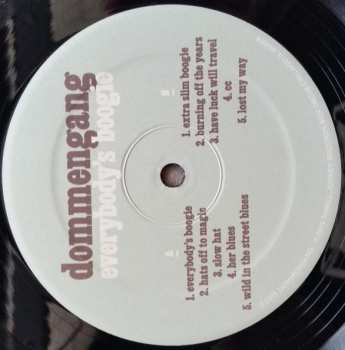 dommengang
everybody's boogie
1. everybody's boogie
2. hats off to magic
3. slow hat
4. her blues
5. wild in the street blues
1. extra slim boogie
2. burning off the years
3. have luck will travel
4. cc
5. lost my way